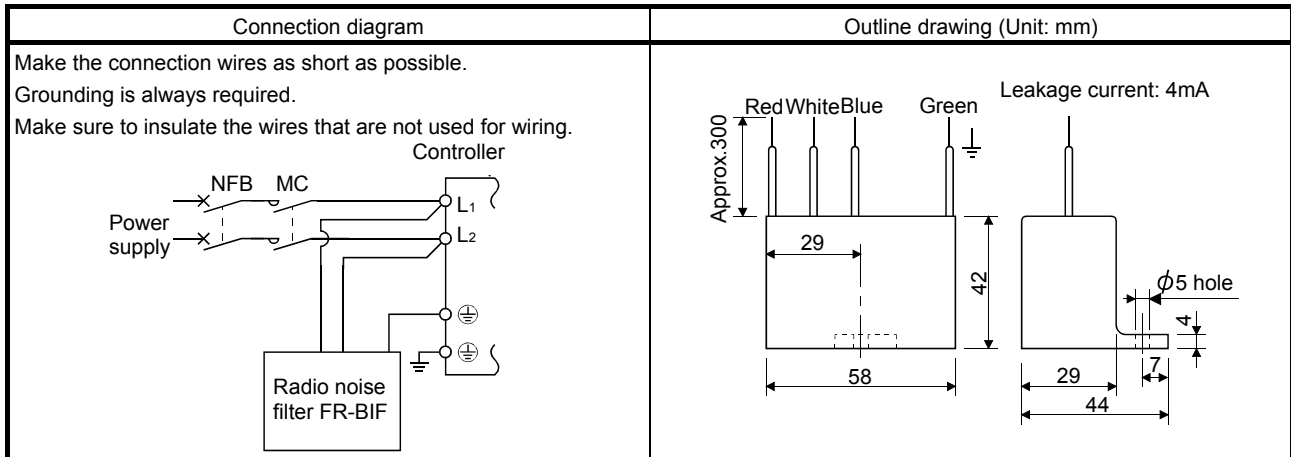 Connection diagram
Outline drawing (Unit: mm)
Make the connection wires as short as possible.
Grounding is always required.
Make sure to insulate the wires that are not used for wiring.
Controller
NFB MC
L1
Power
supply
L2
Radio noise
filter FR-BIF
Leakage current: 4mA
Red White Blue Green
Approx.300
29
42
58
ϕ5 hole
4
7
29
44